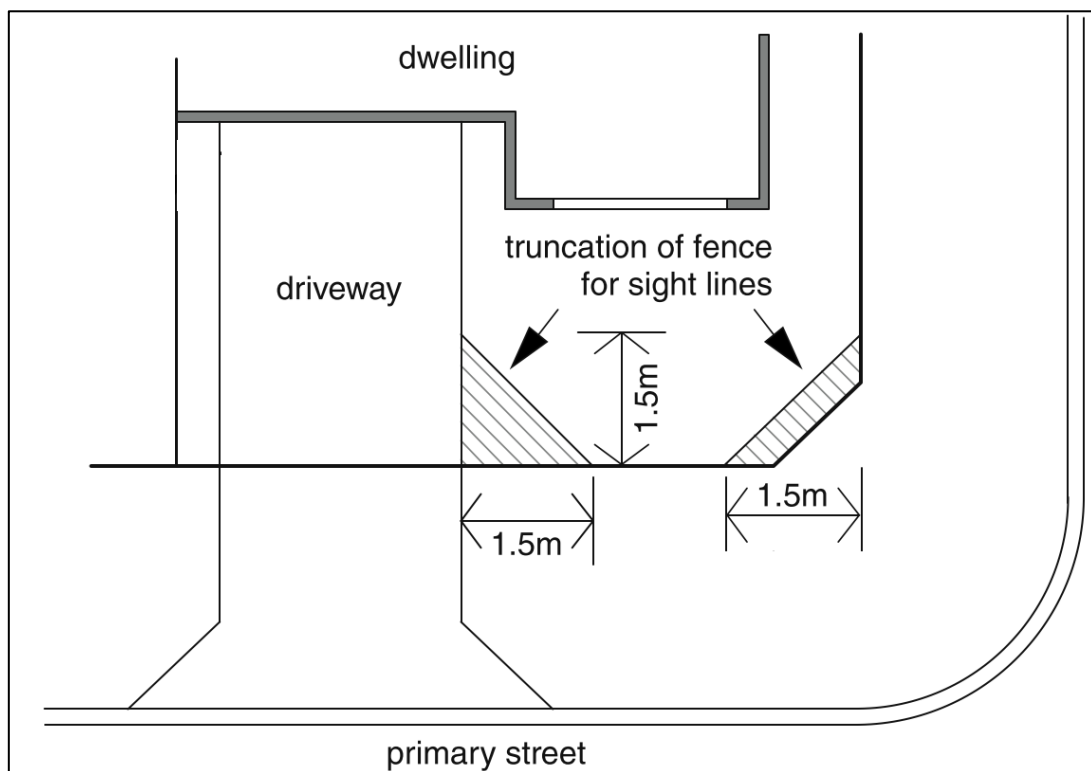 dwelling
truncation of fence
for sight lines
driveway
1.5m
1.5m
1.5m
primary street